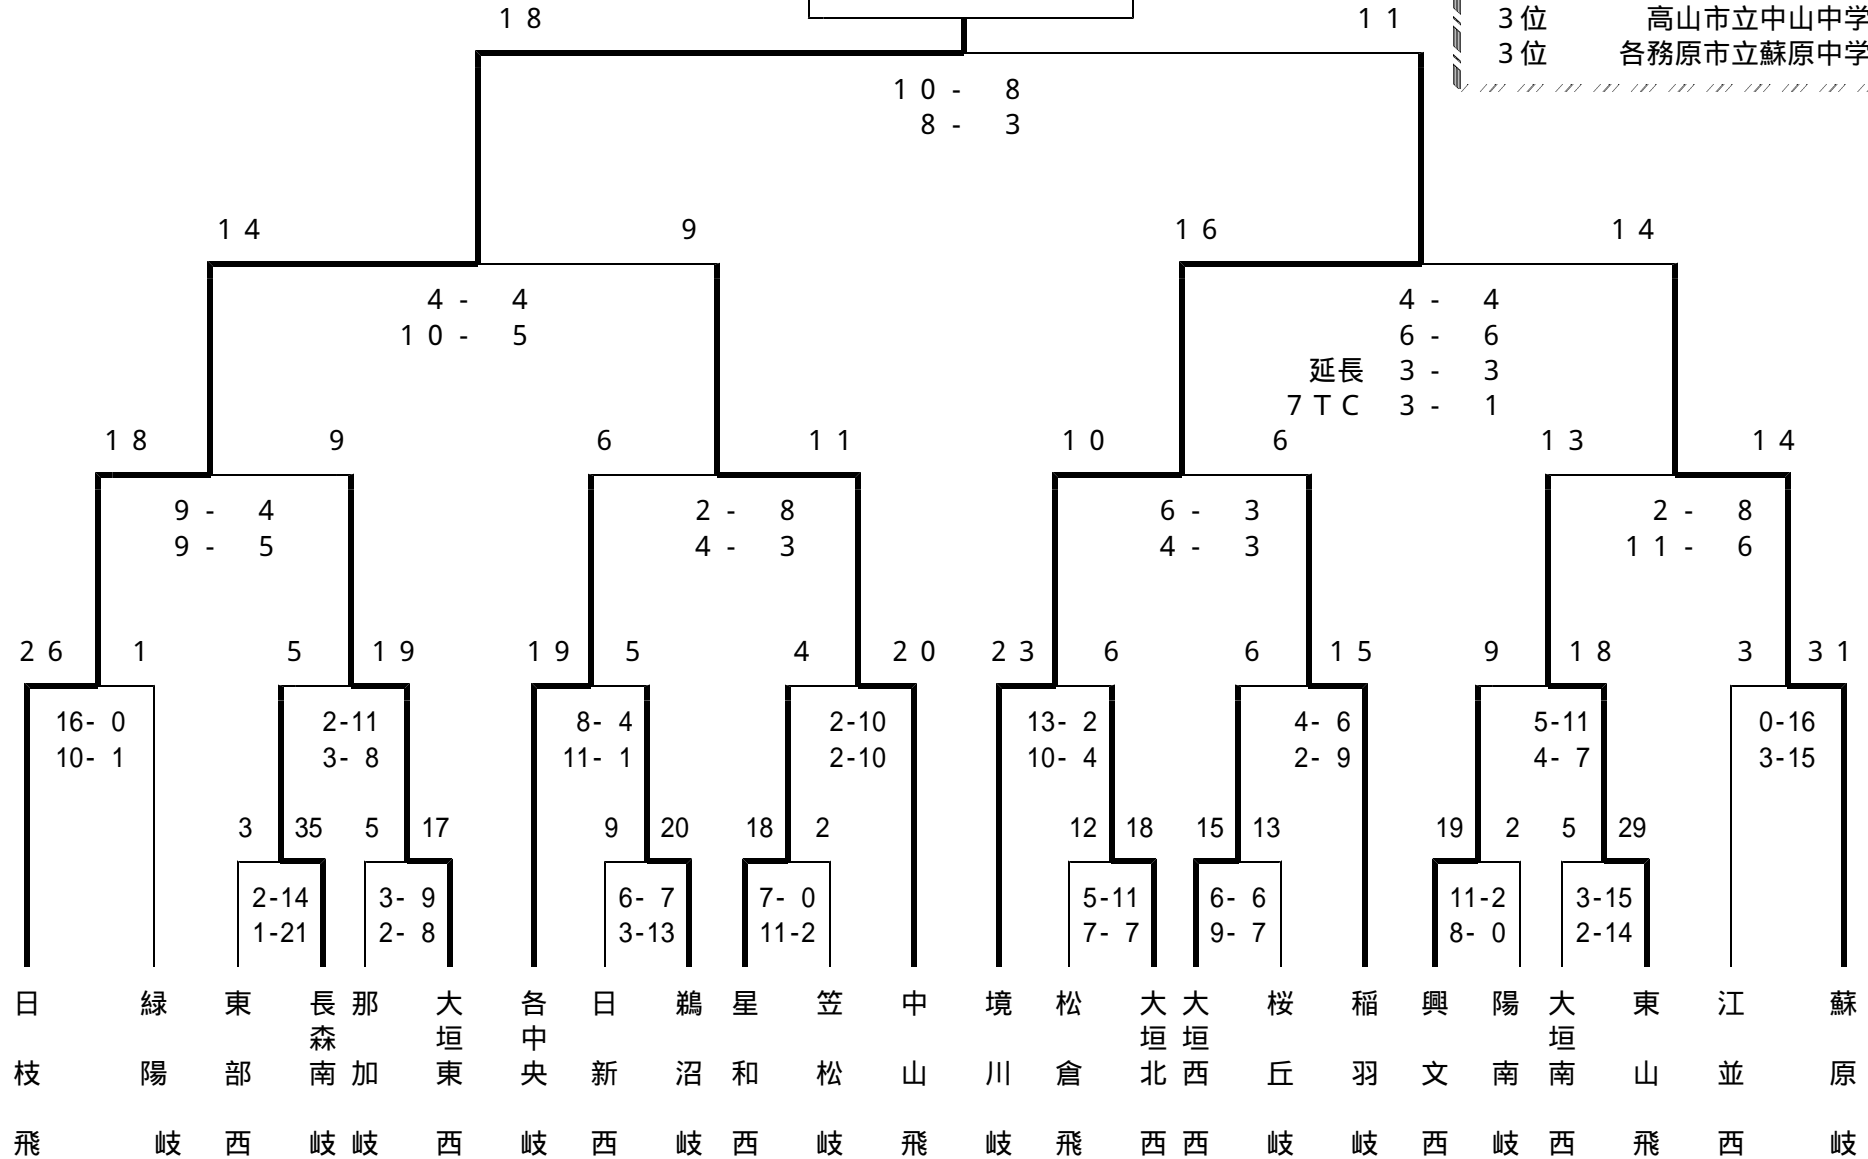 18 11
3位 高山市立中山中学
3位 各務原市立蘇原中学
10- 8
8- 3
14 9 16 14
4- 4 4- 4
10- 5 6- 6
延長 3- 3
7TC 3- 1
18 9 6 11 10 6 13 14
9- 4 2- 8 6- 3 2- 8
9- 5 4- 3 4- 3 11- 6
26 1 5 19 19 5 4 20 23 6 6 15 9 18 3 31
16- 0 2-11 8- 4 2-10 13- 2 4- 6 5-11 0-16
10- 1 3- 8 11- 1 2-10 10- 4 2- 9 4- 7 3-15
3 35 5 17 9 20 18 2 12 18 15 13 19 2 5 29
2-14 3- 9 6- 7 7- 0 5-11 6- 6 11-2 3-15
1-21 2- 8 3-13 11-2 7- 7 9- 7 8- 0 2-14
日枝 飛
緑陽 岐
東部 西
長森南 岐
那加 岐
大垣東 西
各中央 岐
日新 西
鵜沼 岐
星和 西
笠松 岐
中山 飛
境川 岐
松倉 飛
大垣北 西
大垣西 西
桜丘 岐
稲羽 岐
興文 西
陽南 岐
大垣南 西
東山 飛
江並 西
蘇原 岐